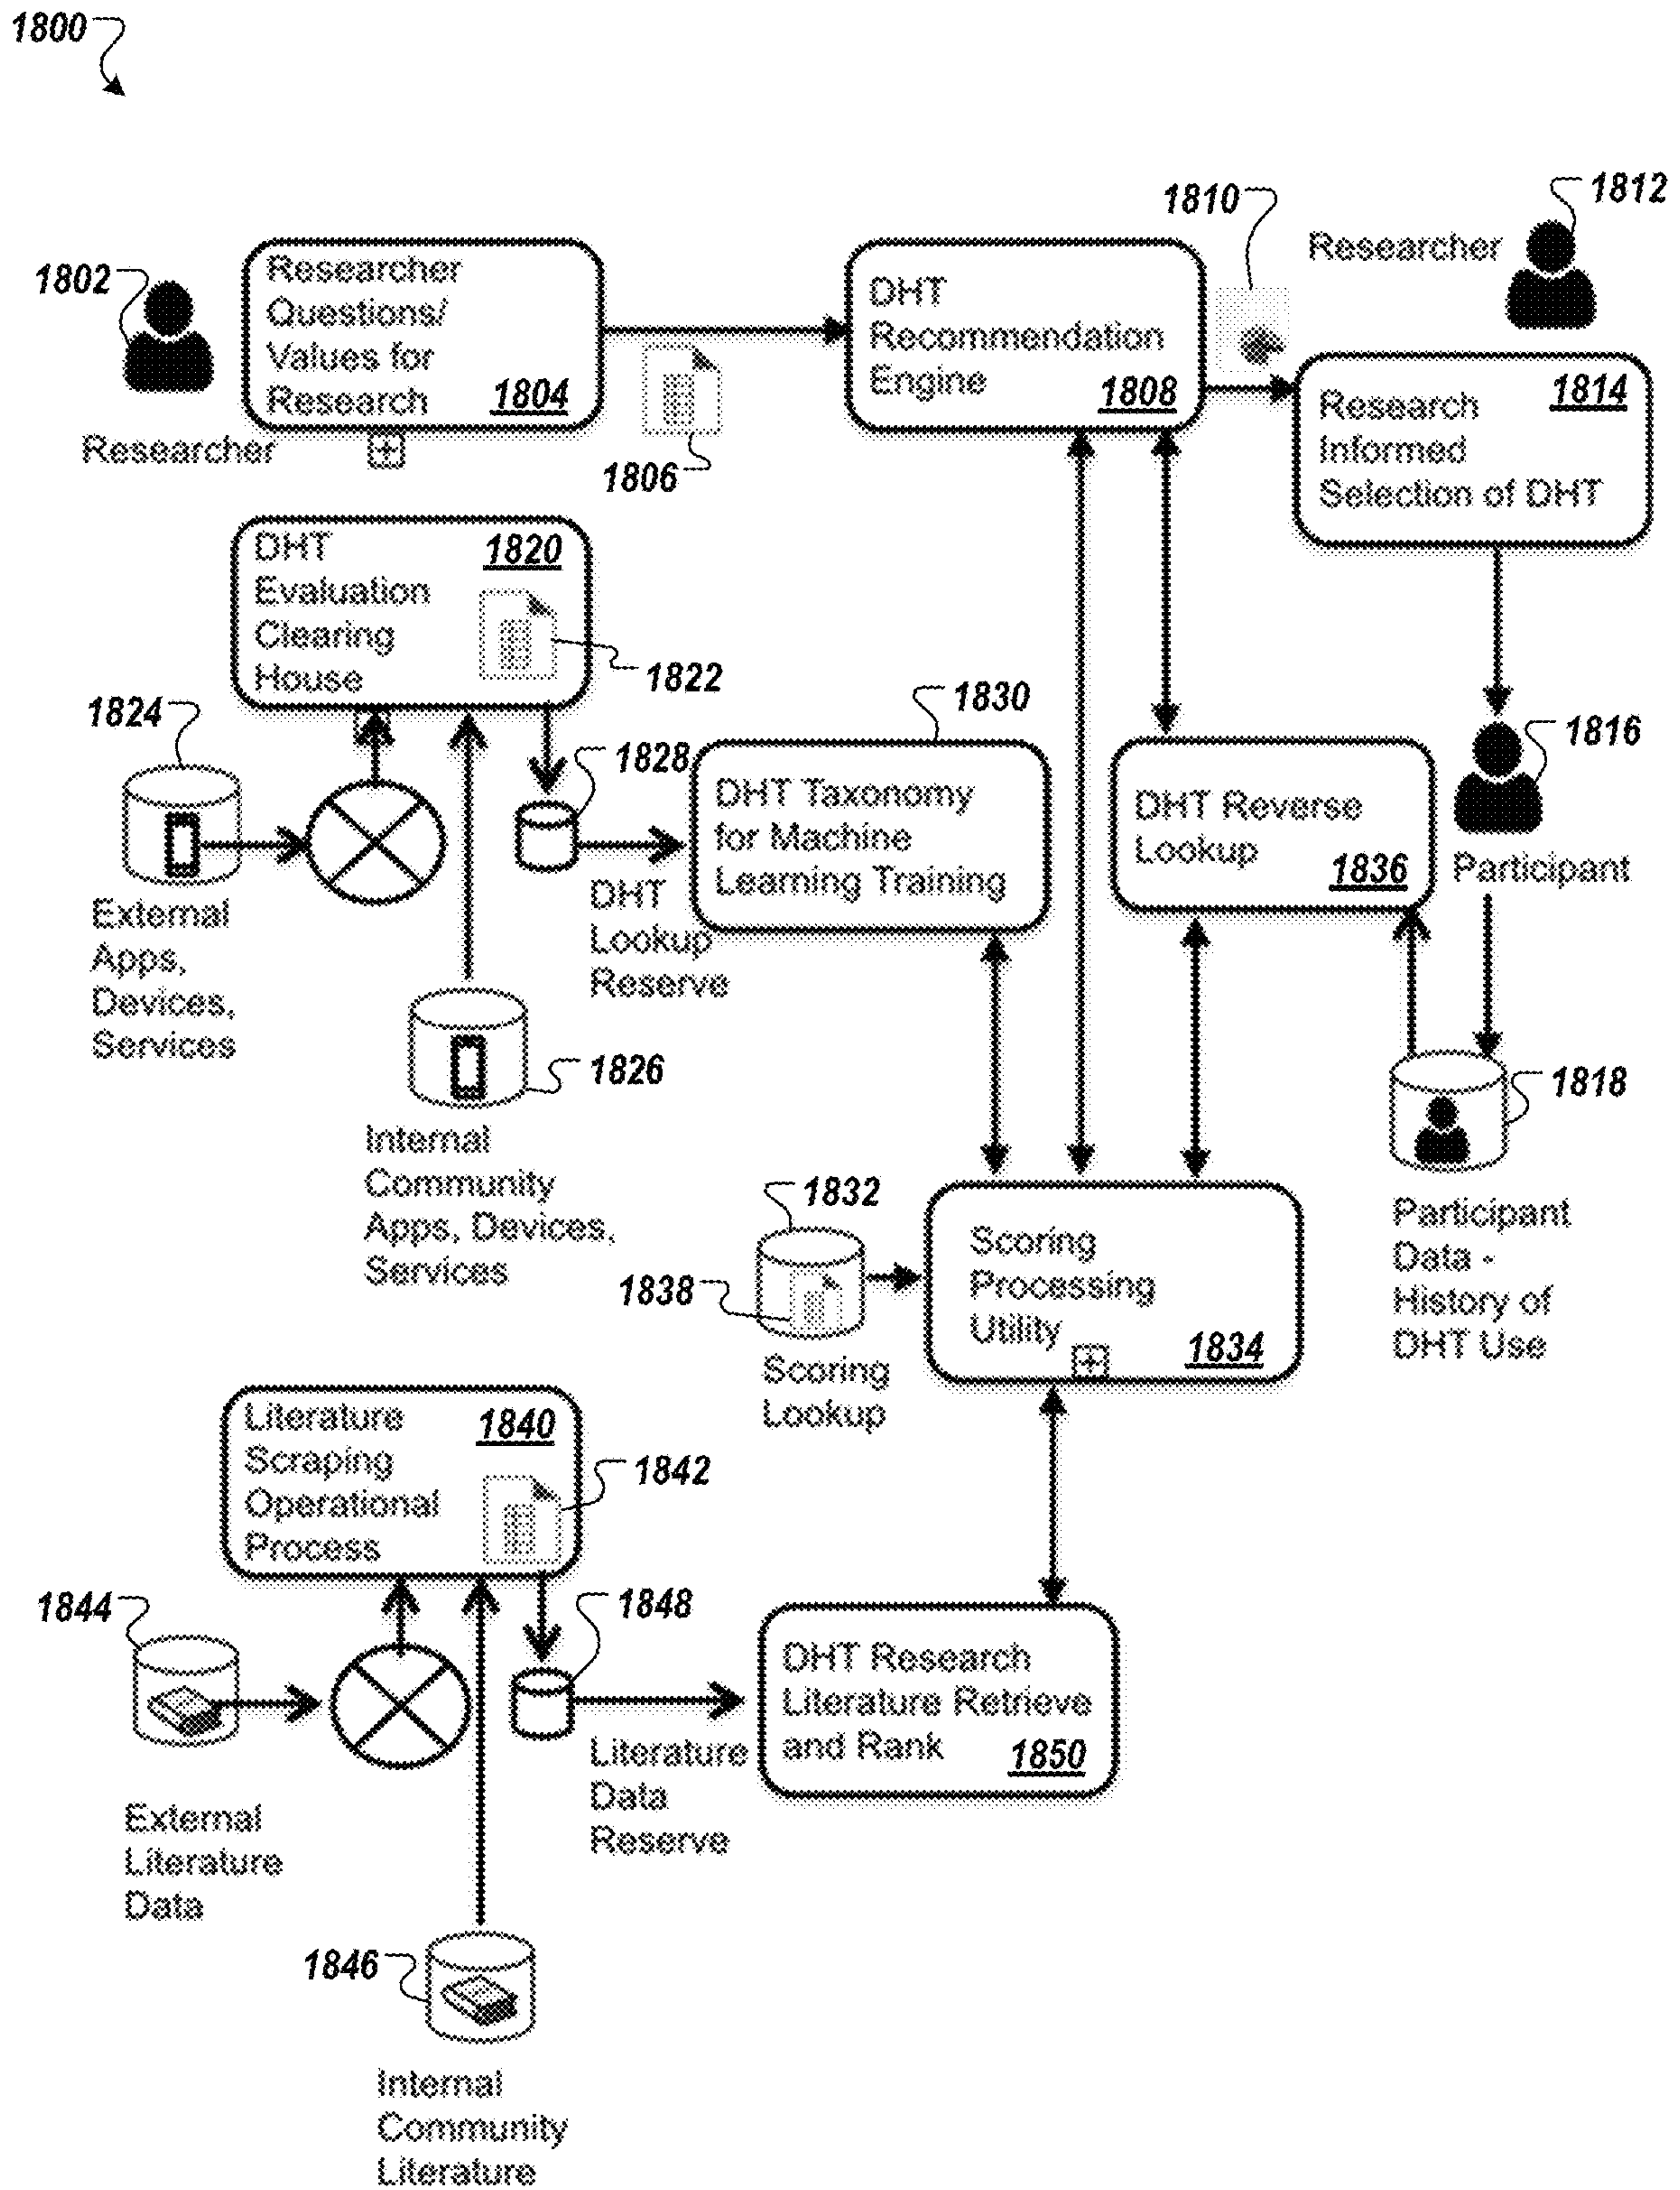 1800
1802
Researcher
Researcher
Questions/
Values for
Research
1804
1806
DHT
Recommendation
Engine
1808
1810
Researcher
1812
1814
Research
Informed
Selection of DHT
1816
Participant
1818
Participant
Data -
History of
DHT Use
DHT
Evaluation
Clearing
House
1820
1822
1824
External
Apps,
Devices,
Services
1826
Internal
Community
Apps, Devices,
Services
1828
DHT
Lookup
Reserve
1830
DHT Taxonomy
for Machine
Learning Training
DHT Reverse
Lookup
1836
1832
1838
Scoring
Lookup
Scoring
Processing
Utility
1834
Literature
Scraping
Operational
Process
1840
1842
1844
External
Literature
Data
1846
Internal
Community
Literature
1848
Literature
Data
Reserve
DHT Research
Literature Retrieve
and Rank
1850